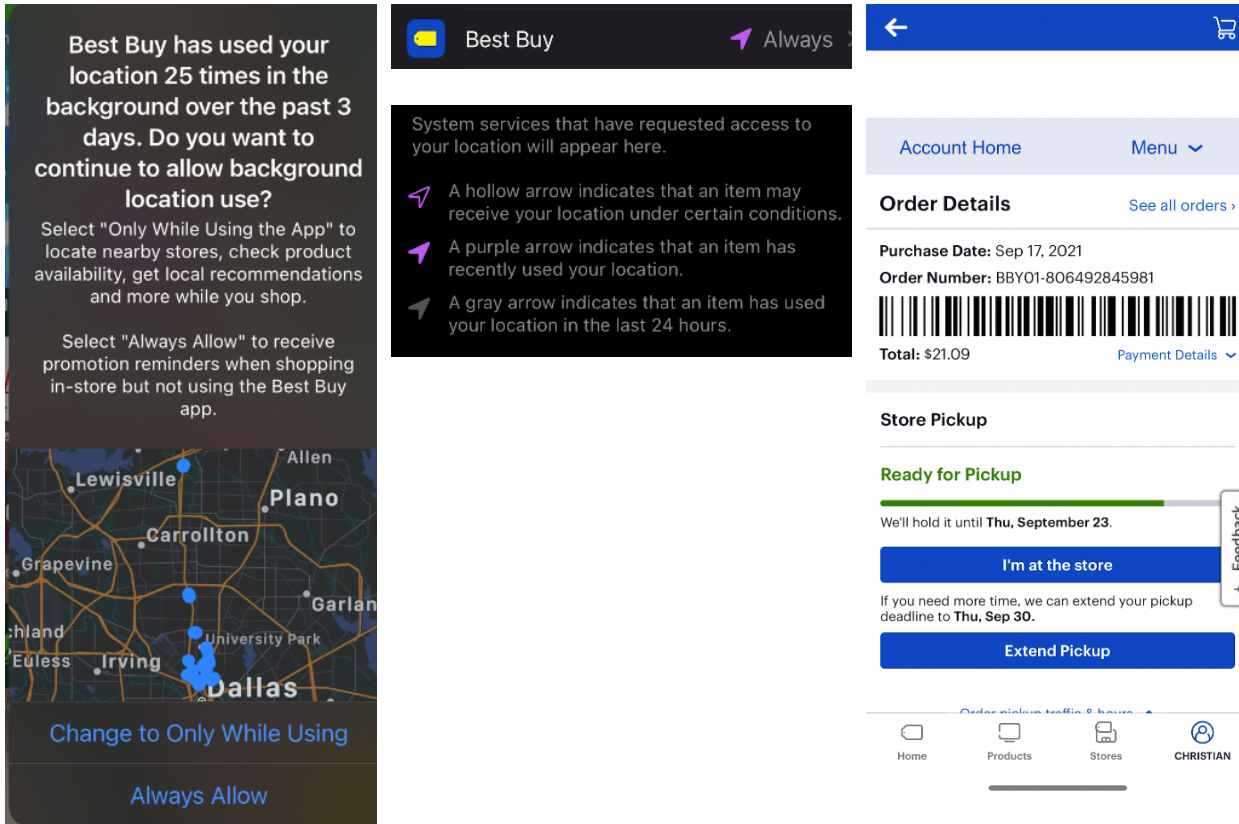 Best Buy has used your
location 25 times in the
background over the past 3
days. Do you want to
continue to allow background
location use?
Select "Only While Using the App" to
locate nearby stores, check product
availability, get local recommendations
and more while you shop.
Select "Always Allow" to receive
promotion reminders when shopping
in-store but not using the Best Buy
app.
Allen
Lewisville
Plano
Carrollton
Grapevine
Garlan
chland
University Park
Euless
Irving
Dallas
Change to Only While Using
Always Allow
Best Buy Always
System services that have requested access to
your location will appear here.
A hollow arrow indicates that an item may
receive your location under certain conditions.
A purple arrow indicates that an item has
recently used your location.
A gray arrow indicates that an item has used
your location in the last 24 hours.
Account Home Menu
Order Details See all orders ›
Purchase Date: Sep 17, 2021
Order Number: BBY01-806492845981
Total: $21.09 Payment Details
Store Pickup
Ready for Pickup
We'll hold it until Thu, September 23.
I'm at the store
If you need more time, we can extend your pickup
deadline to Thu, Sep 30.
Extend Pickup
Order pickup traffic & hours
+ Feedback
Home Products Stores CHRISTIAN